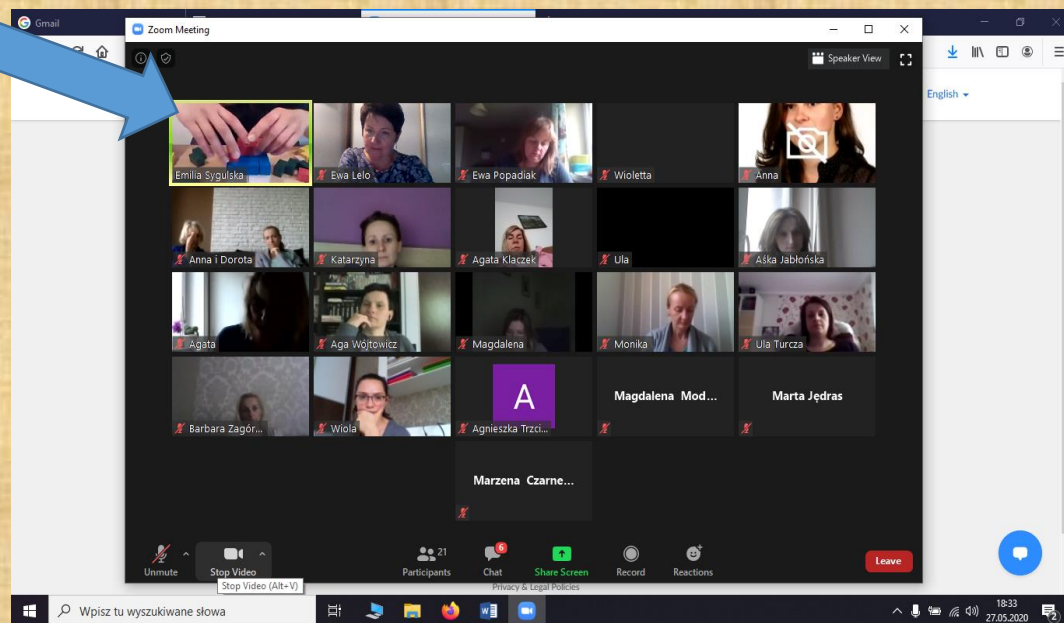 Gmail
Zoom Meeting
Speaker View
English
Emilia Sygulska
Ewa Lelo
Ewa Popadiak
Wioletta
Anna
Anna i Dorota
Katarzyna
Agata Klaczek
Ula
Aśka Jabłońska
Agata
Aga Wójtowicz
Magdalena
Monika
Ula Turcza
Barbara Zagór...
Wiola
A
Agnieszka Trzci...
Magdalena Mod...
Marta Jędras
Marzena Czarne...
Unmute
Stop Video
21
Participants
6
Chat
Share Screen
Record
Reactions
Leave
Stop Video (Alt+V)
Privacy & Legal Policies
Wpisz tu wyszukiwane słowa
18:33
27.05.2020
2